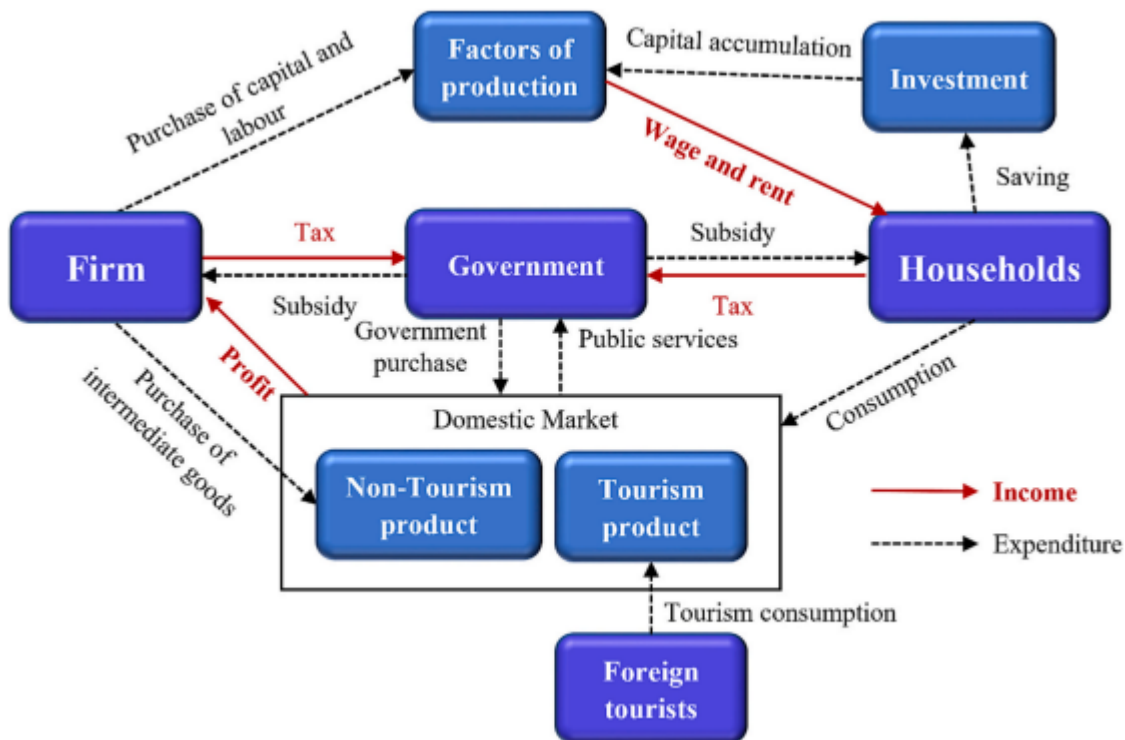 Factors of
production
Capital accumulation
Investment
Purchase of capital and
labour
Wage and rent
Saving
Firm
Tax
Subsidy
Government
Subsidy
Tax
Households
Government
purchase
Public services
Profit
Purchase of
intermediate goods
Consumption
Domestic Market
Non-Tourism
product
Tourism
product
Income
Expenditure
Tourism consumption
Foreign
tourists